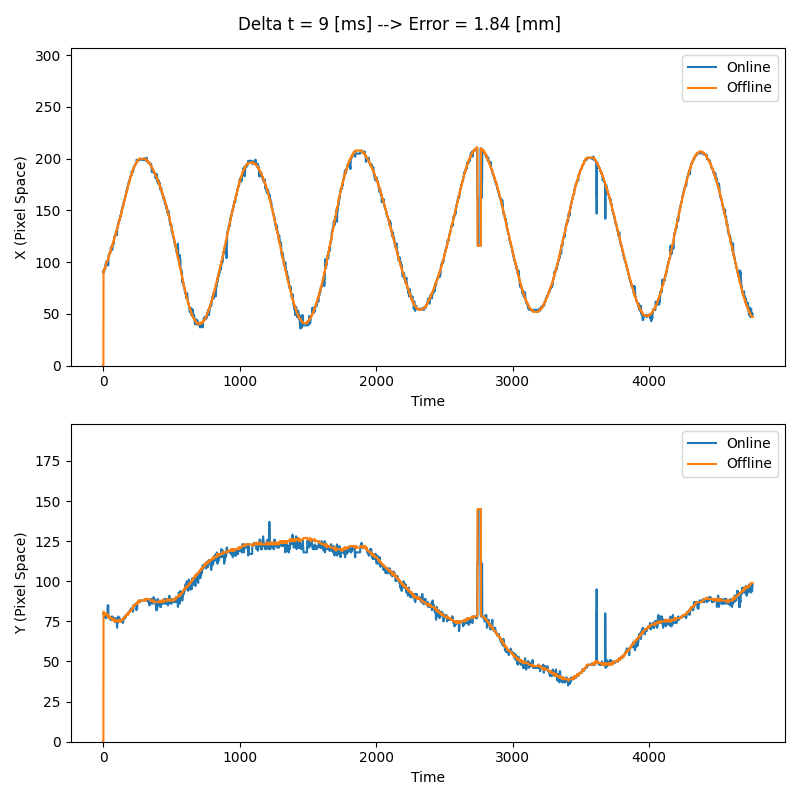 Delta t = 9 [ms] --> Error = 1.84 [mm]
300
250
200
150
100
50
0
X (Pixel Space)
Online
Offline
0 1000 2000 3000 4000
Time
175
150
125
100
75
50
25
0
Y (Pixel Space)
Online
Offline
0 1000 2000 3000 4000
Time